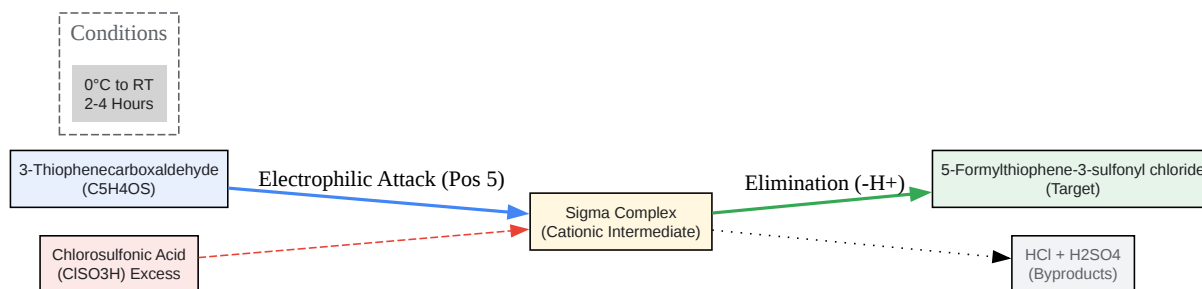 Conditions
0°C to RT
2-4 Hours
3-Thiophenecarboxaldehyde
(C5H4OS)
Electrophilic Attack (Pos 5)
Chlorosulfonic Acid
(ClSO3H) Excess
Sigma Complex
(Cationic Intermediate)
Elimination (-H+)
5-Formylthiophene-3-sulfonyl chloride
(Target)
HCl + H2SO4
(Byproducts)